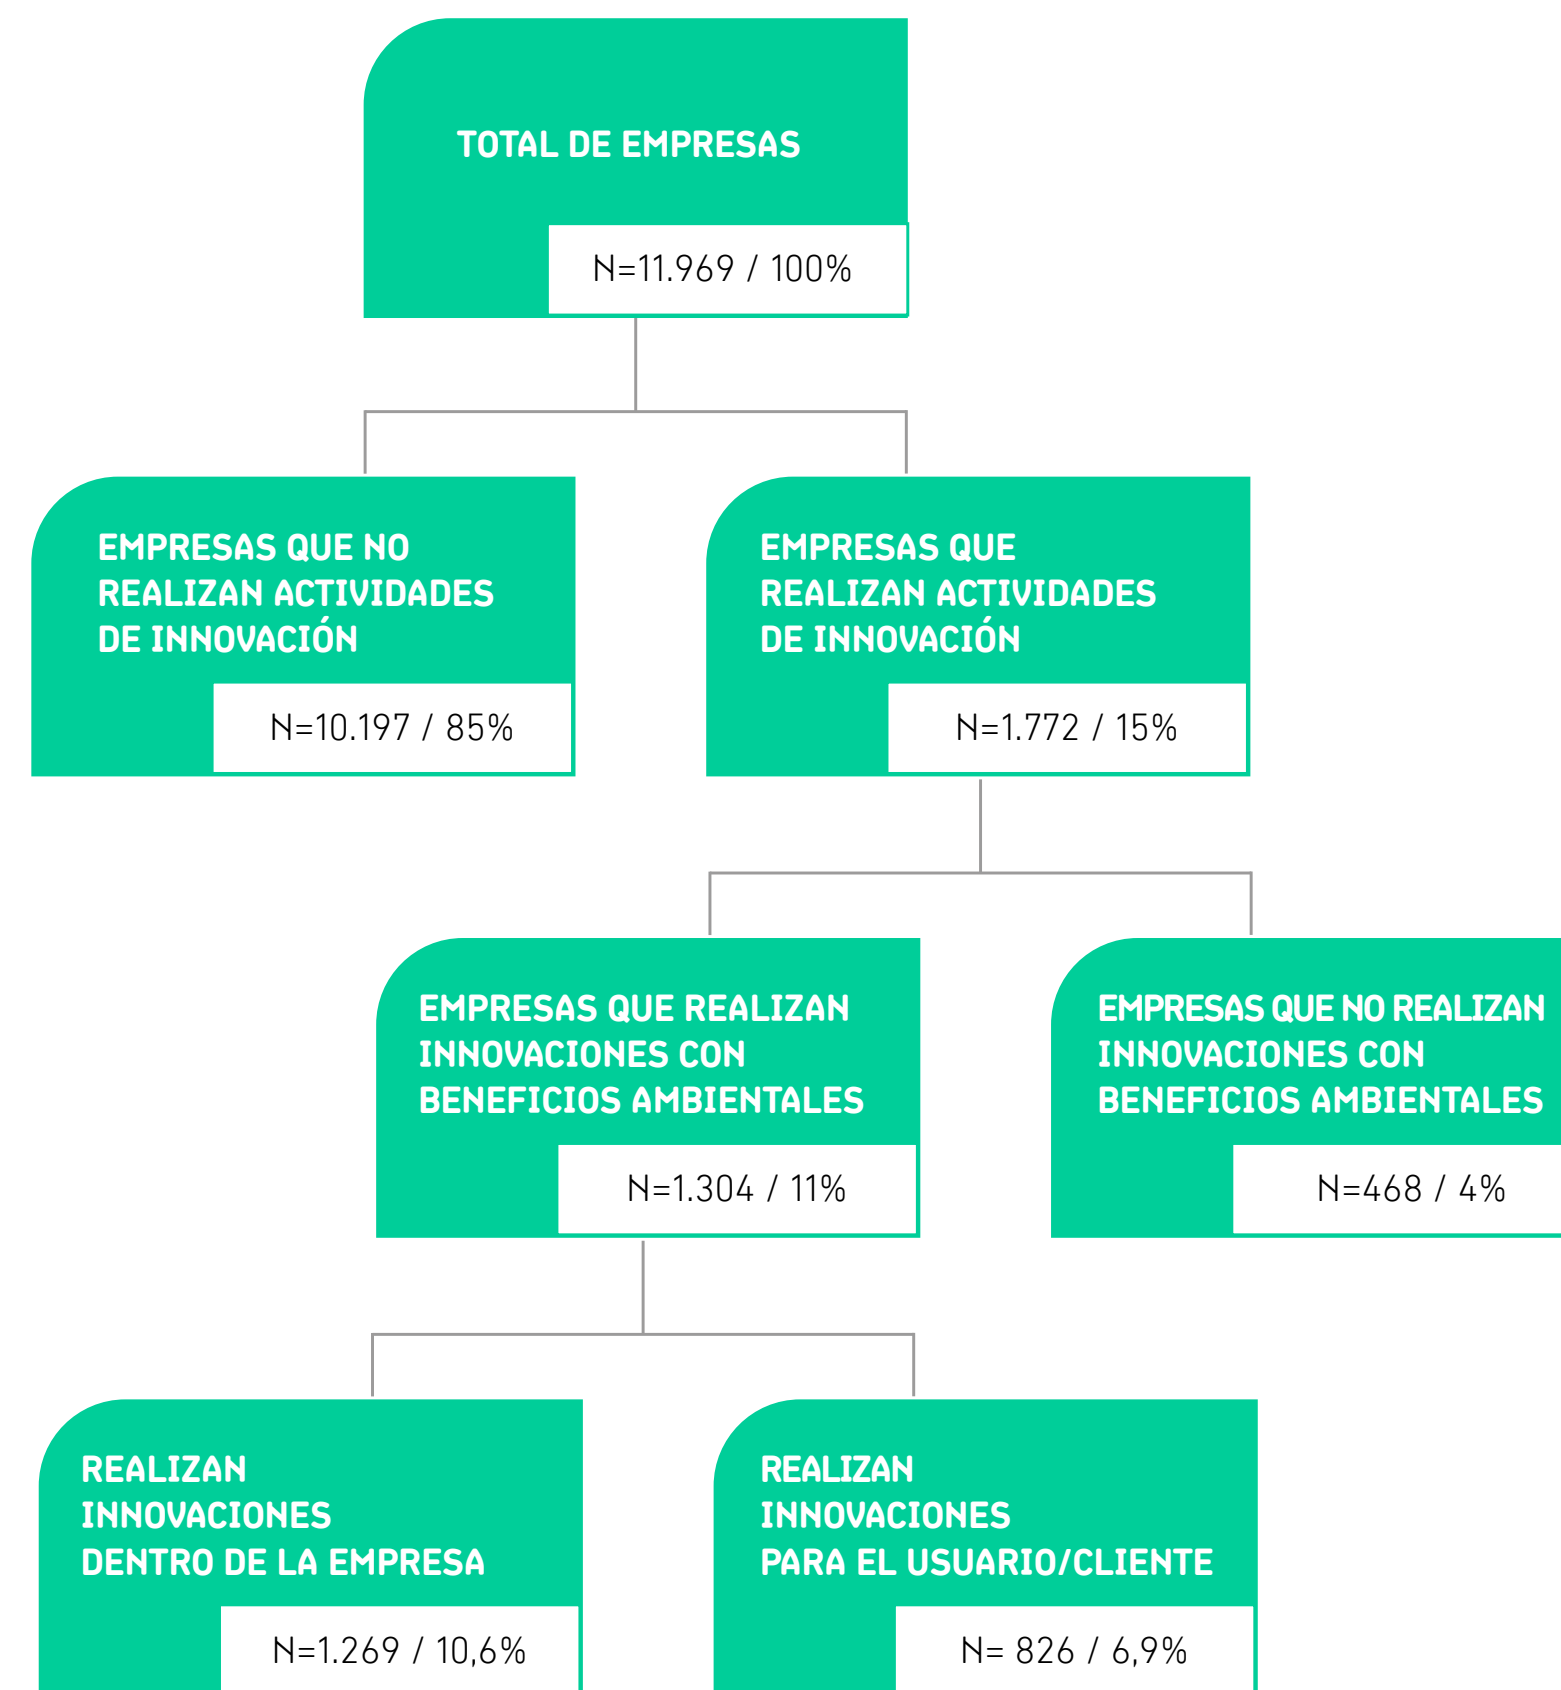 TOTAL DE EMPRESAS
N=11.969 / 100%
EMPRESAS QUE NO
REALIZAN ACTIVIDADES
DE INNOVACIÓN
N=10.197 / 85%
EMPRESAS QUE
REALIZAN ACTIVIDADES
DE INNOVACIÓN
N=1.772 / 15%
EMPRESAS QUE REALIZAN
INNOVACIONES CON
BENEFICIOS AMBIENTALES
N=1.304 / 11%
EMPRESAS QUE NO REALIZAN
INNOVACIONES CON
BENEFICIOS AMBIENTALES
N=468 / 4%
REALIZAN
INNOVACIONES
DENTRO DE LA EMPRESA
N=1.269 / 10,6%
REALIZAN
INNOVACIONES
PARA EL USUARIO/CLIENTE
N= 826 / 6,9%